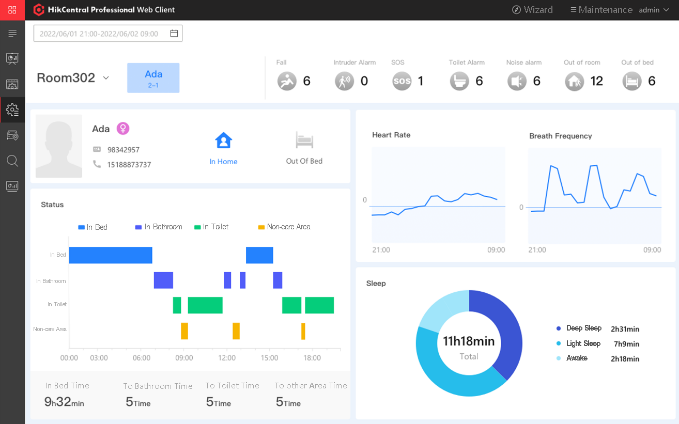 HikCentral Professional Web Client
Wizard
Maintenance
admin
2022/06/01 21:00-2022/06/02 09:00
Room302
Ada
2-1
Fall
6
Intruder Alarm
0
SOS
SOS
1
Toilet Alarm
6
Noise alarm
6
Out of room
12
Out of bed
6
Ada
98342957
15188873737
In Home
Out Of Bed
Status
In Bed
In Bathroom
In Toilet
Non-care Area
In Bed
In Bathroom
In Toilet
Non-care Area
00:00
03:00
06:00
09:00
12:00
15:00
18:00
In Bed Time
9h32min
To Bathroom Time
5Time
To Toilet Time
5Time
To other Area Time
5Time
Heart Rate
0
21:00
09:00
Breath Frequency
0
21:00
09:00
Sleep
11h18min
Total
Deep Sleep 2h31min
Light Sleep 7h9min
Awake 2h18min